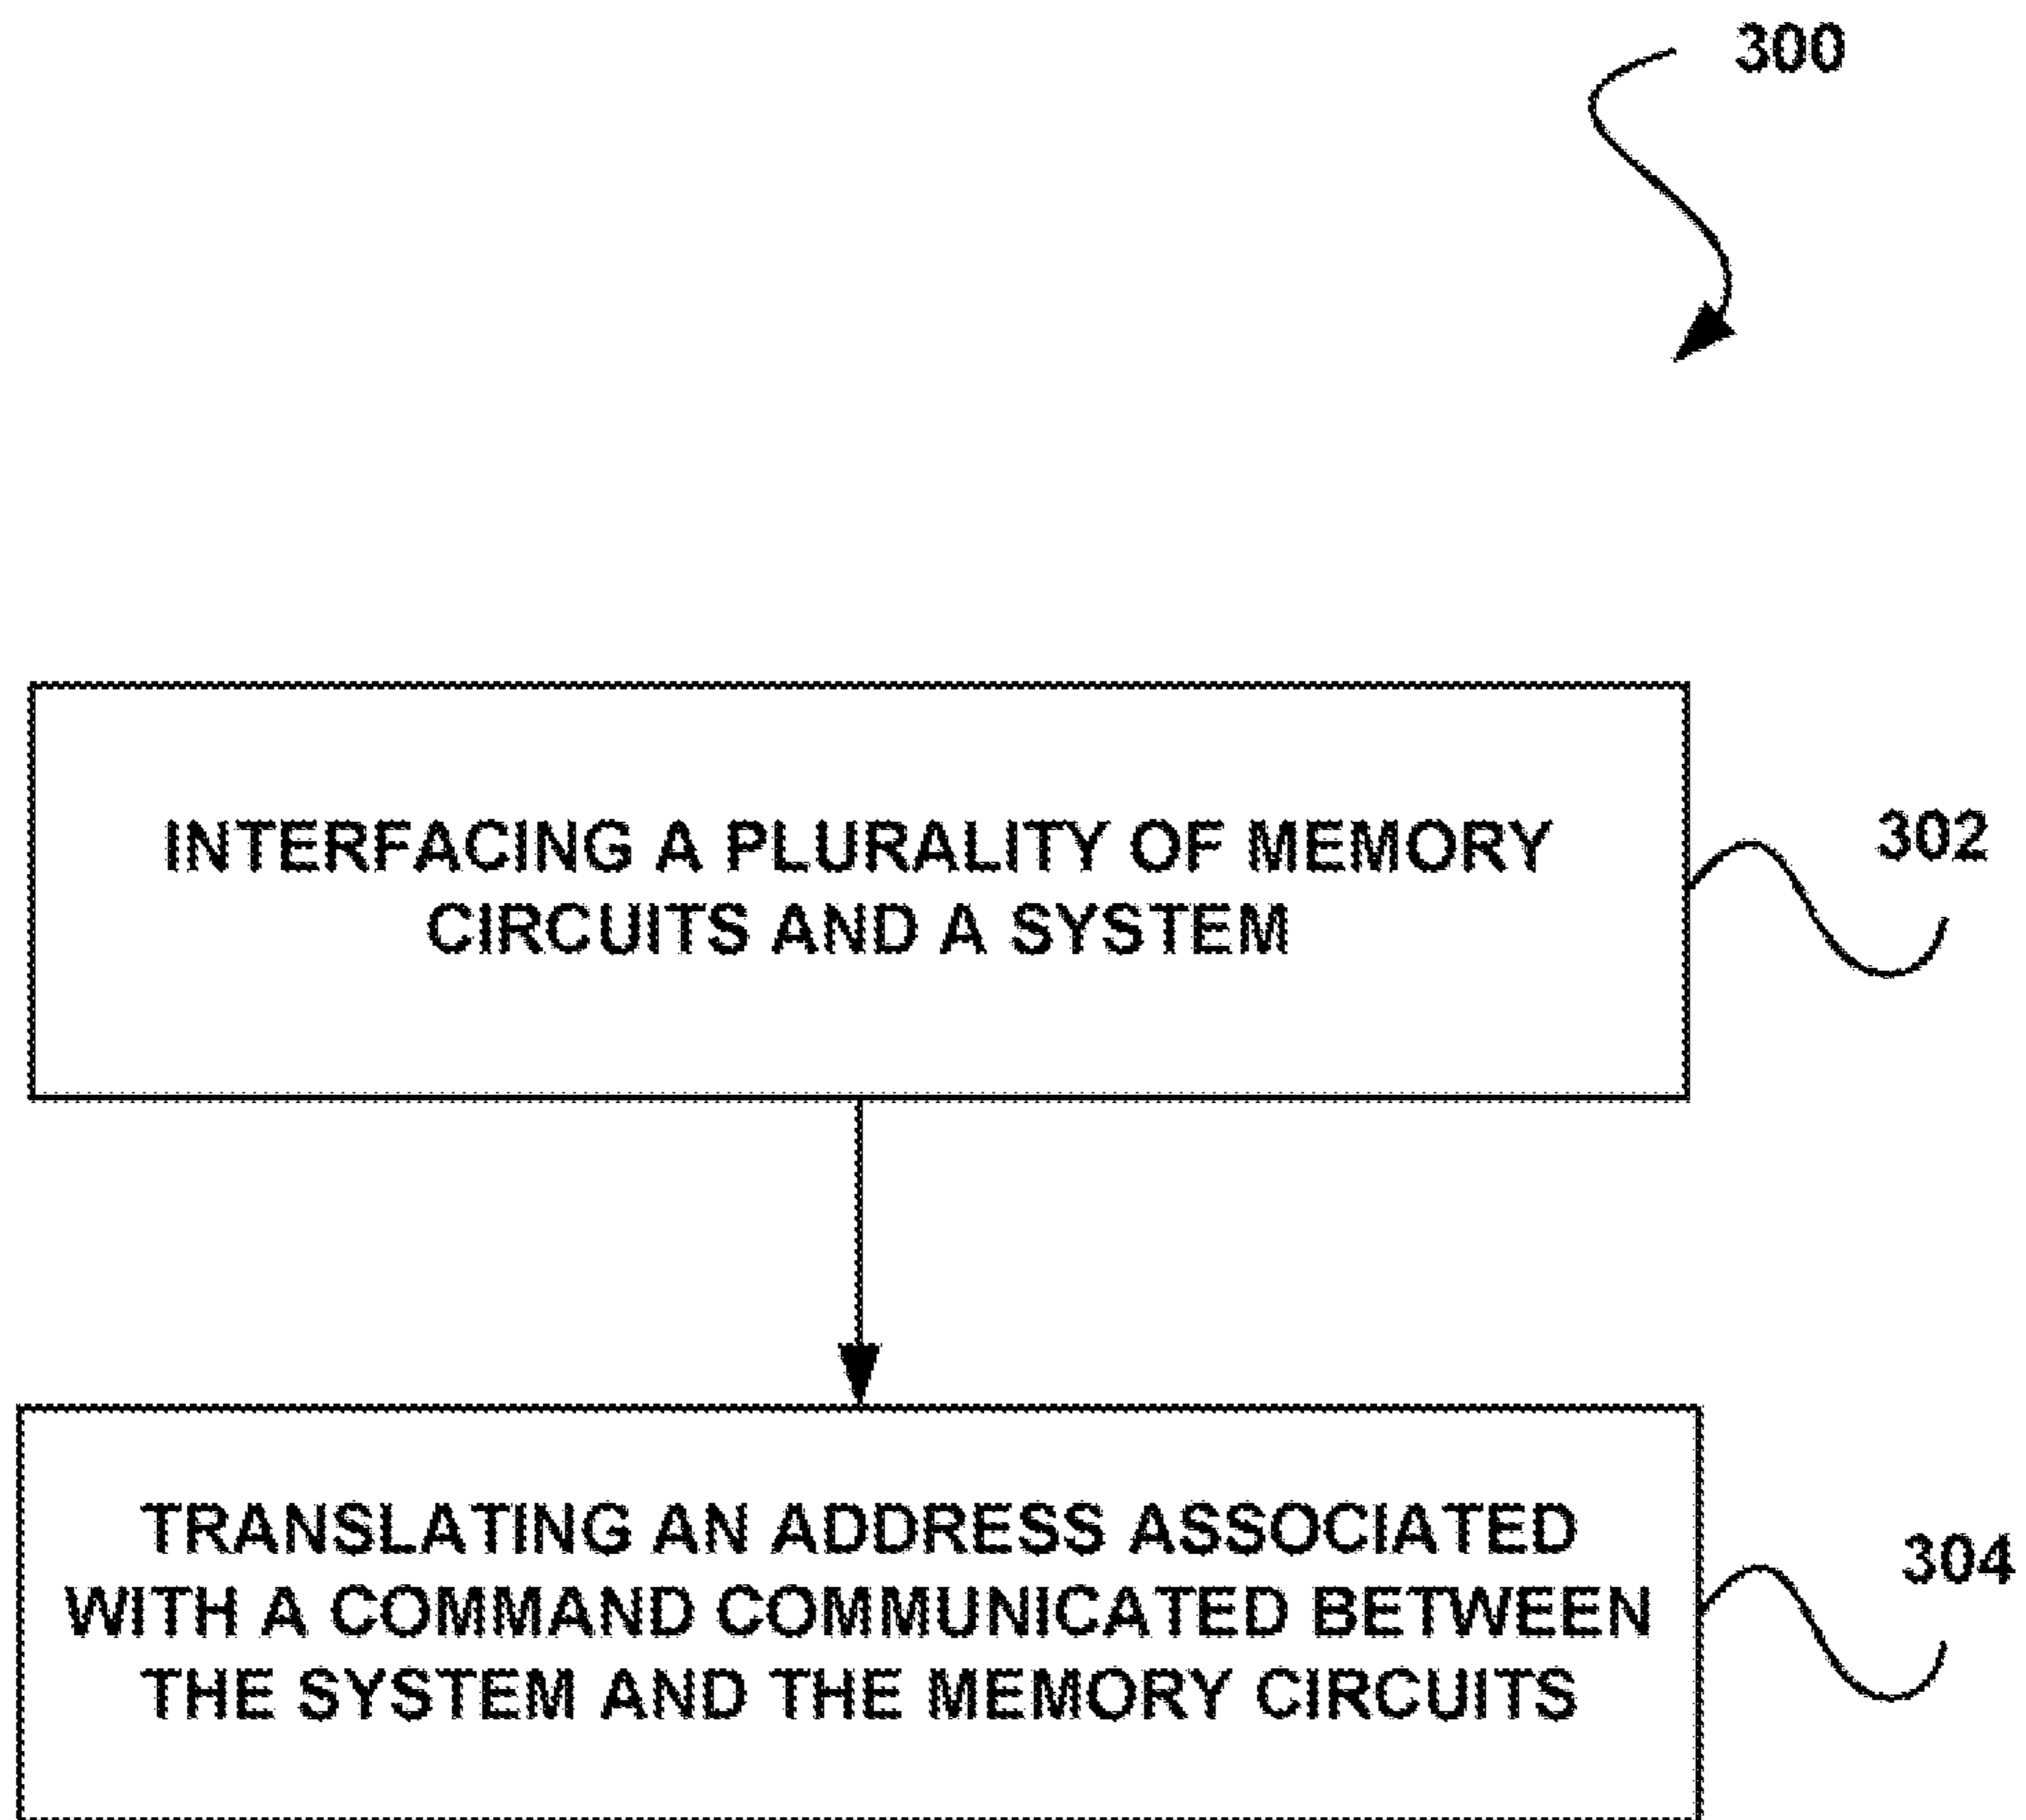 300
INTERFACING A PLURALITY OF MEMORY
CIRCUITS AND A SYSTEM
302
TRANSLATING AN ADDRESS ASSOCIATED
WITH A COMMAND COMMUNICATED BETWEEN
THE SYSTEM AND THE MEMORY CIRCUITS
304